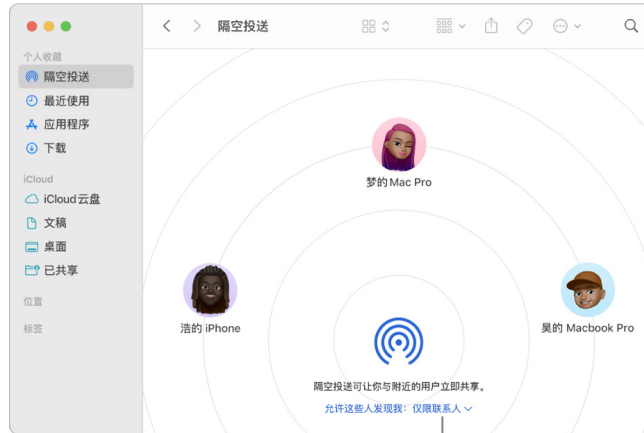 隔空投送
个人收藏
隔空投送
最近使用
应用程序
下载
iCloud
iCloud 云盘
文稿
桌面
已共享
位置
标签
梦的 Mac Pro
浩的 iPhone
昊的 Macbook Pro
隔空投送可让你与附近的用户立即共享。
允许这些人发现我：仅限联系人